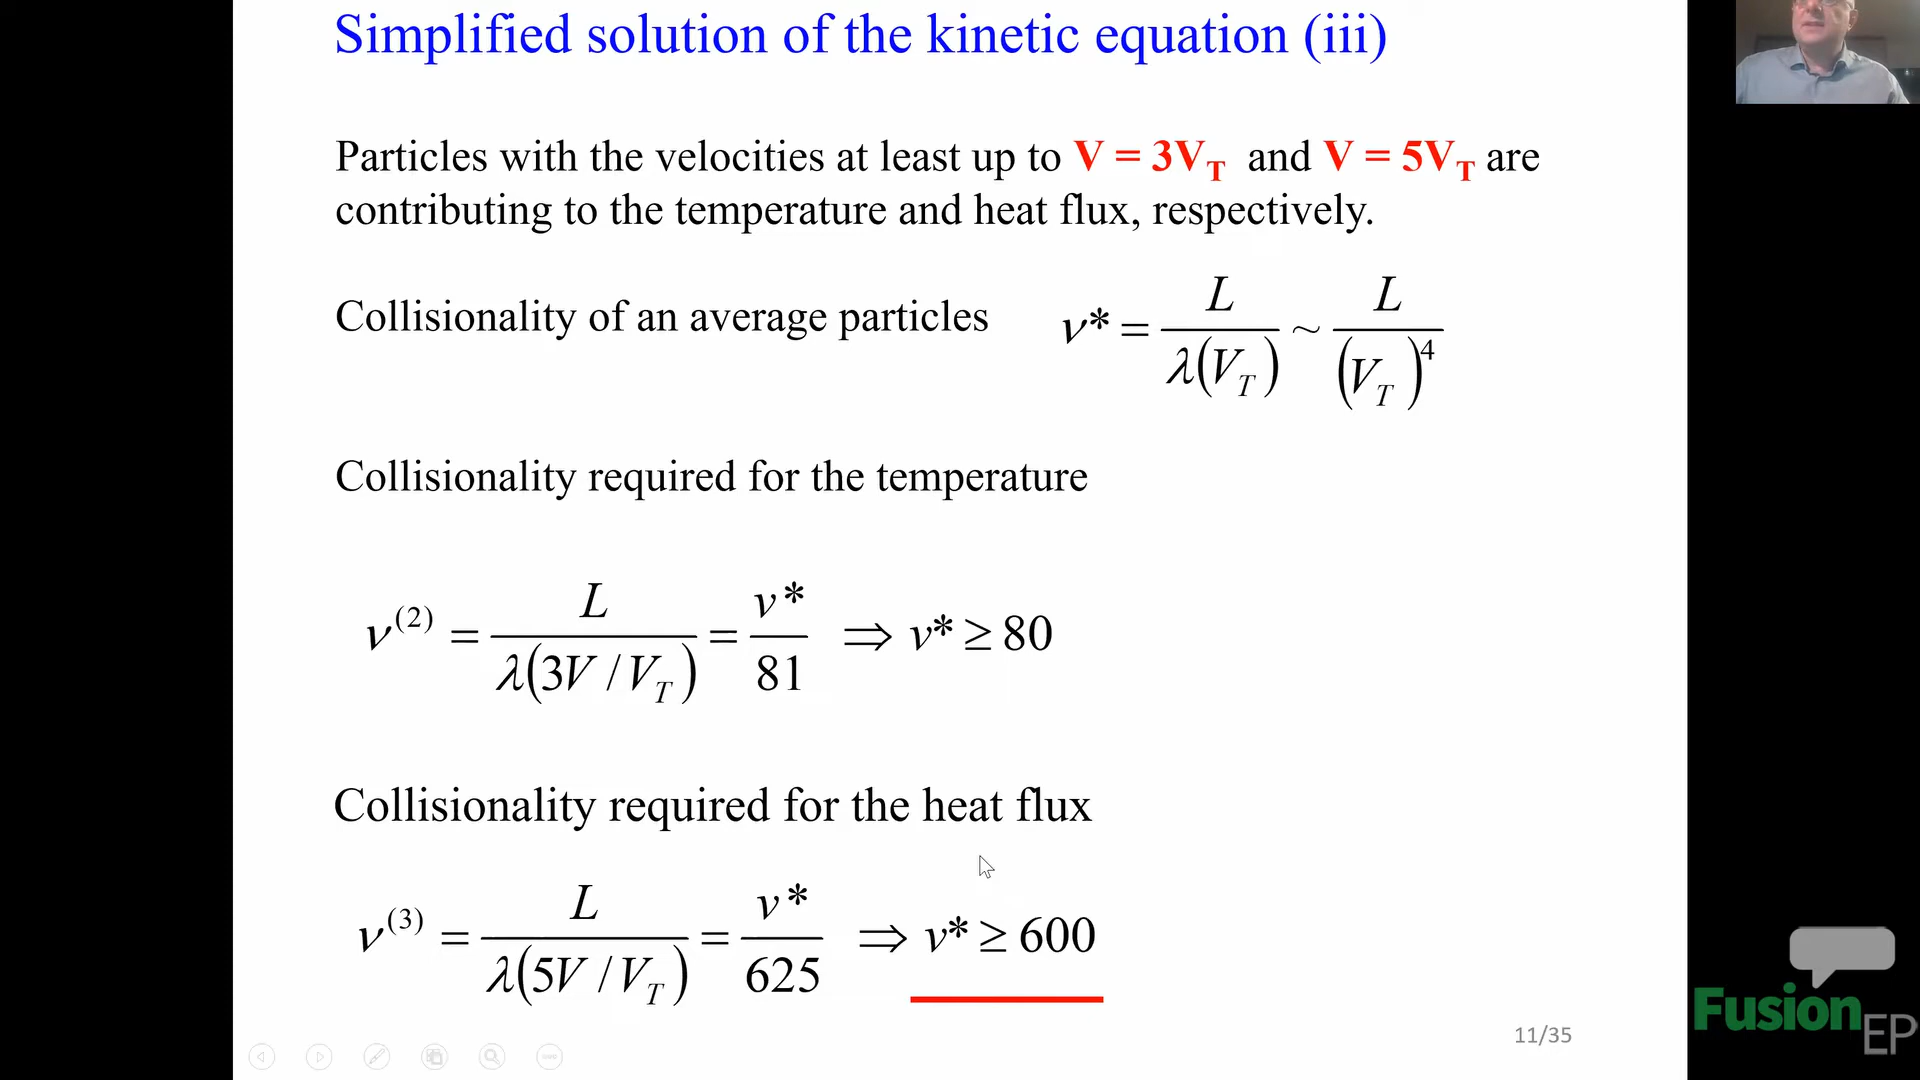 Simplified solution of the kinetic equation (iii)
Particles with the velocities at least up to V = 3V_T and V = 5V_T are
contributing to the temperature and heat flux, respectively.
Collisionality of an average particles ν* = L / λ(V_T) ~ L / (V_T)^4
Collisionality required for the temperature
ν^(2) = L / λ(3V / V_T) = ν* / 81 ⇒ ν* ≥ 80
Collisionality required for the heat flux
ν^(3) = L / λ(5V / V_T) = ν* / 625 ⇒ ν* ≥ 600
11/35
FusionEP